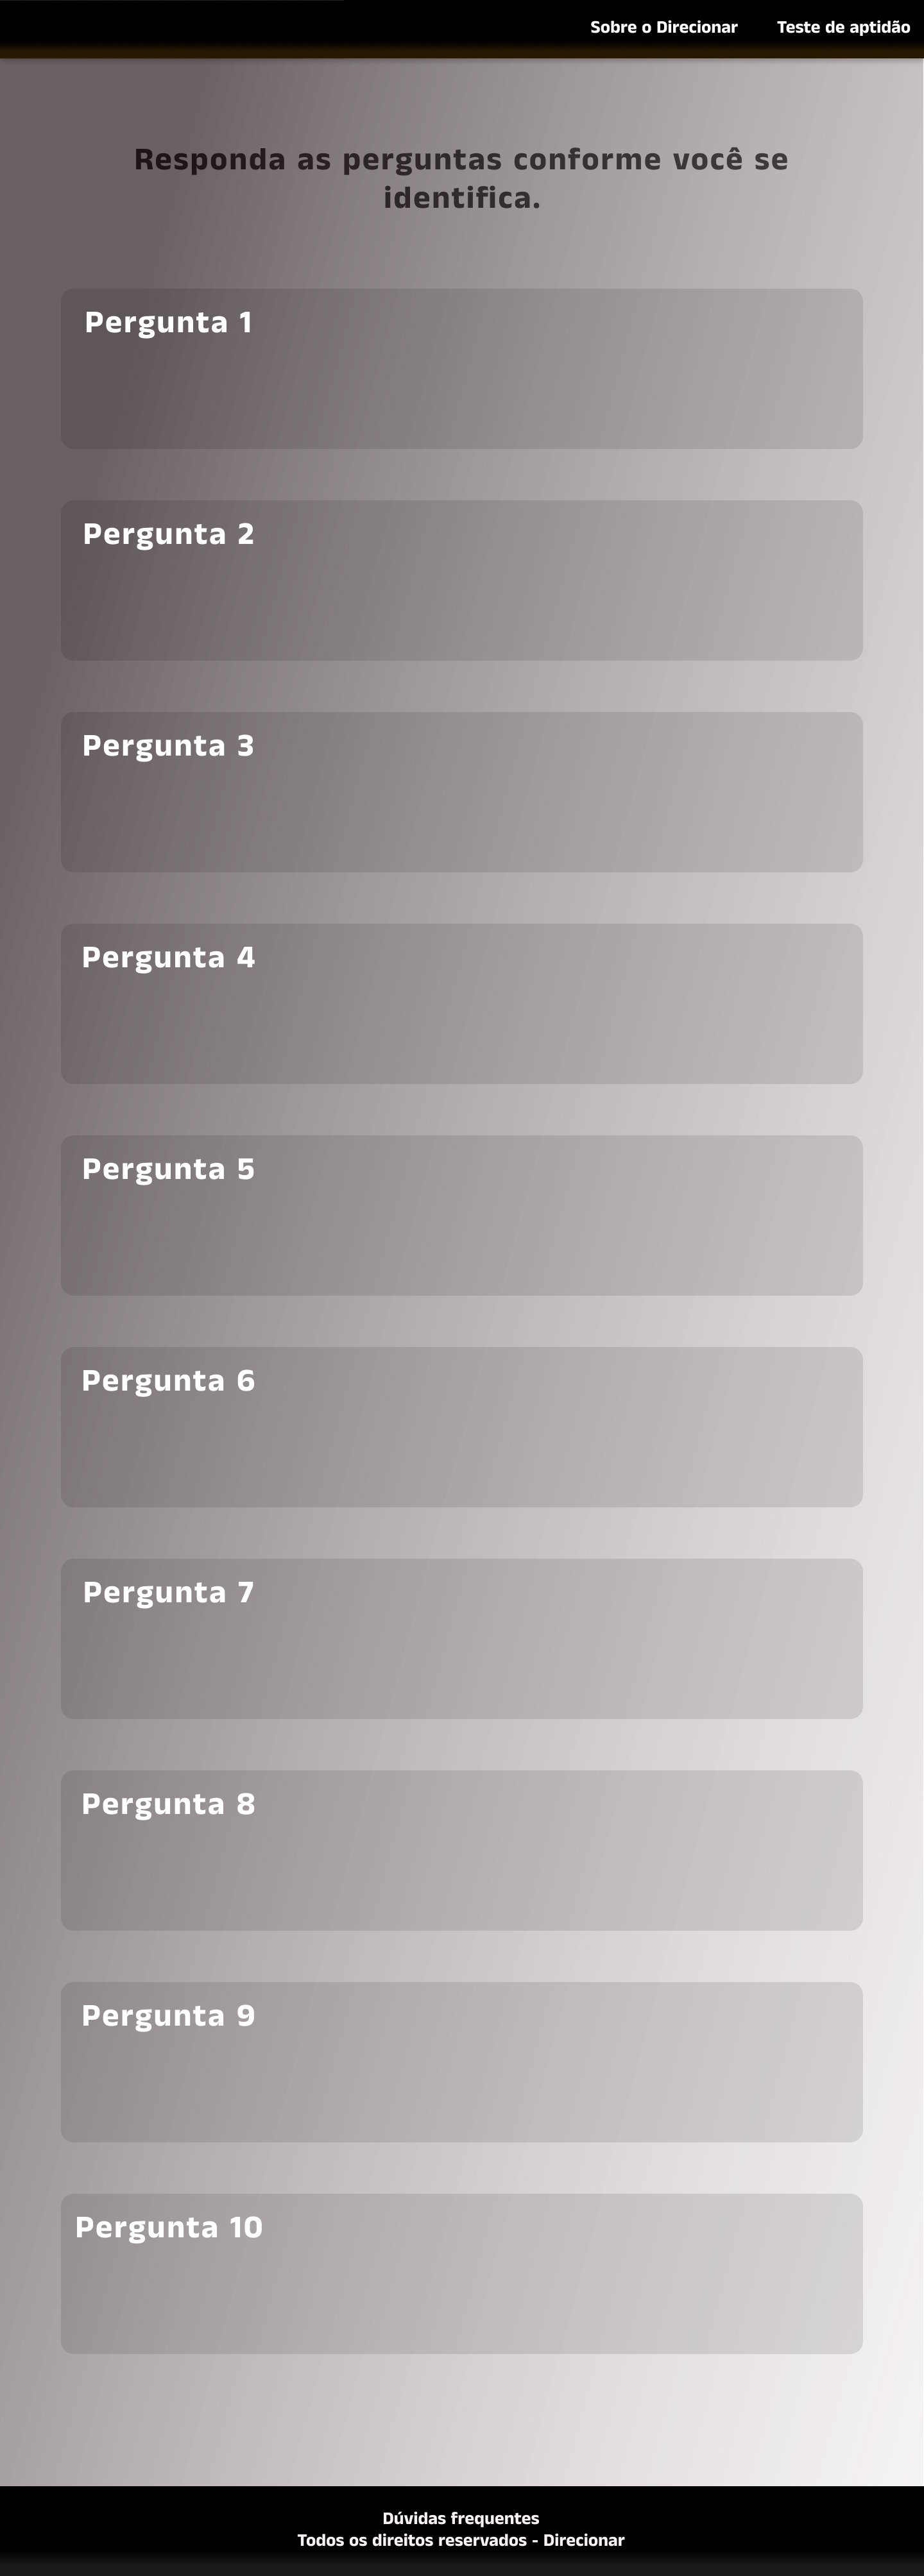 Sobre o Direcionar
Teste de aptidão
Responda as perguntas conforme você se
identifica.
Pergunta 1
Pergunta 2
Pergunta 3
Pergunta 4
Pergunta 5
Pergunta 6
Pergunta 7
Pergunta 8
Pergunta 9
Pergunta 10
Dúvidas frequentes
Todos os direitos reservados - Direcionar